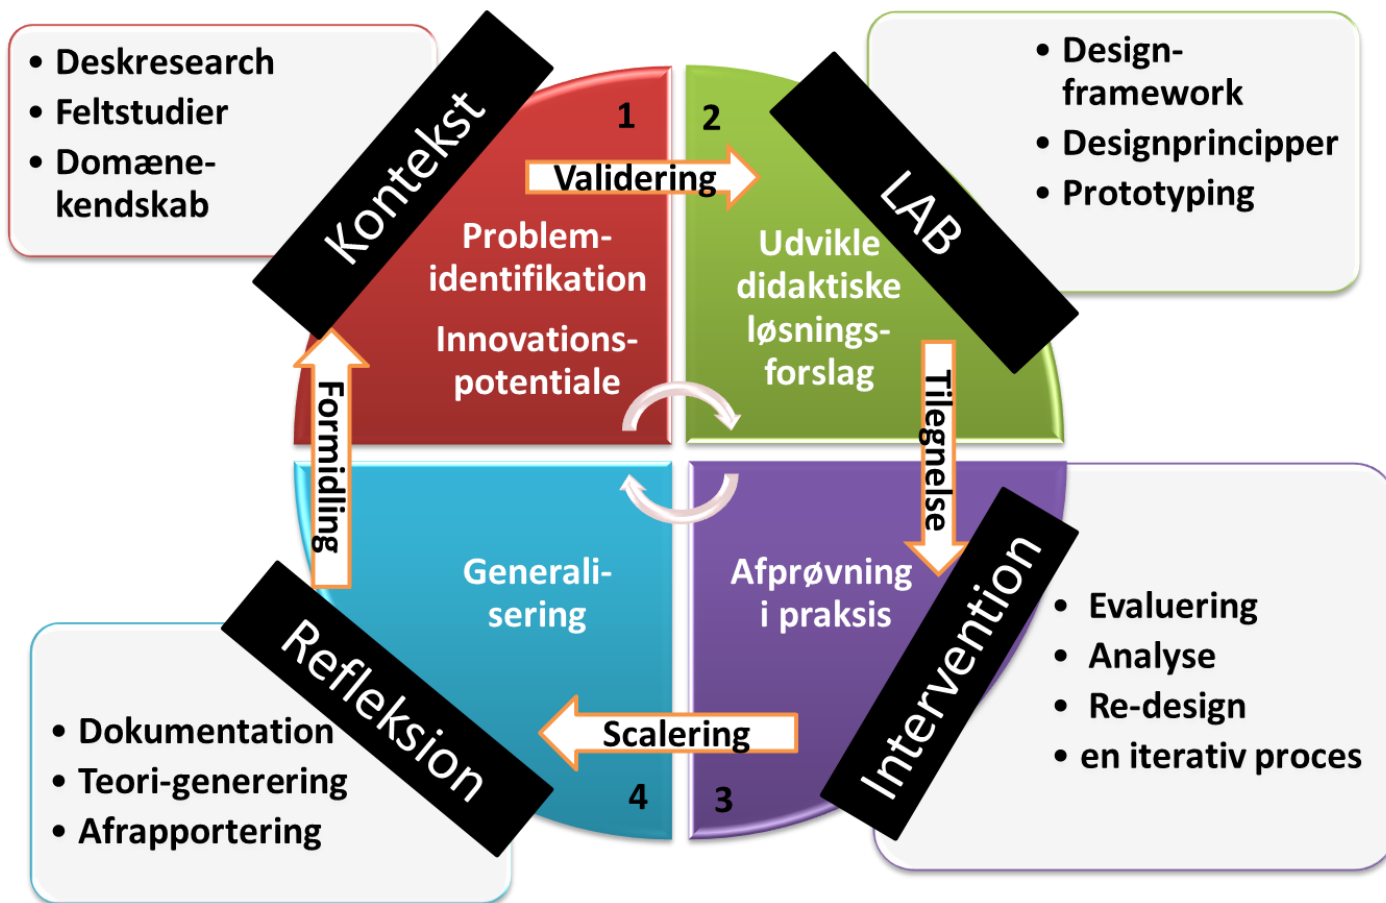 • Deskresearch
• Feltstudier
• Domæne-
kendskab
Kontekst
1
Validering
Problem-
identifikation
Innovations-
potentiale
2
LAB
Udvikle
didaktiske
løsnings-
forslag
• Design-
framework
• Designprincipper
• Prototyping
Tilegnelse
Intervention
Afprøvning
i praksis
3
• Evaluering
• Analyse
• Re-design
• en iterativ proces
Scalering
4
Generali-
sering
Refleksion
• Dokumentation
• Teori-generering
• Afrapportering
Formidling